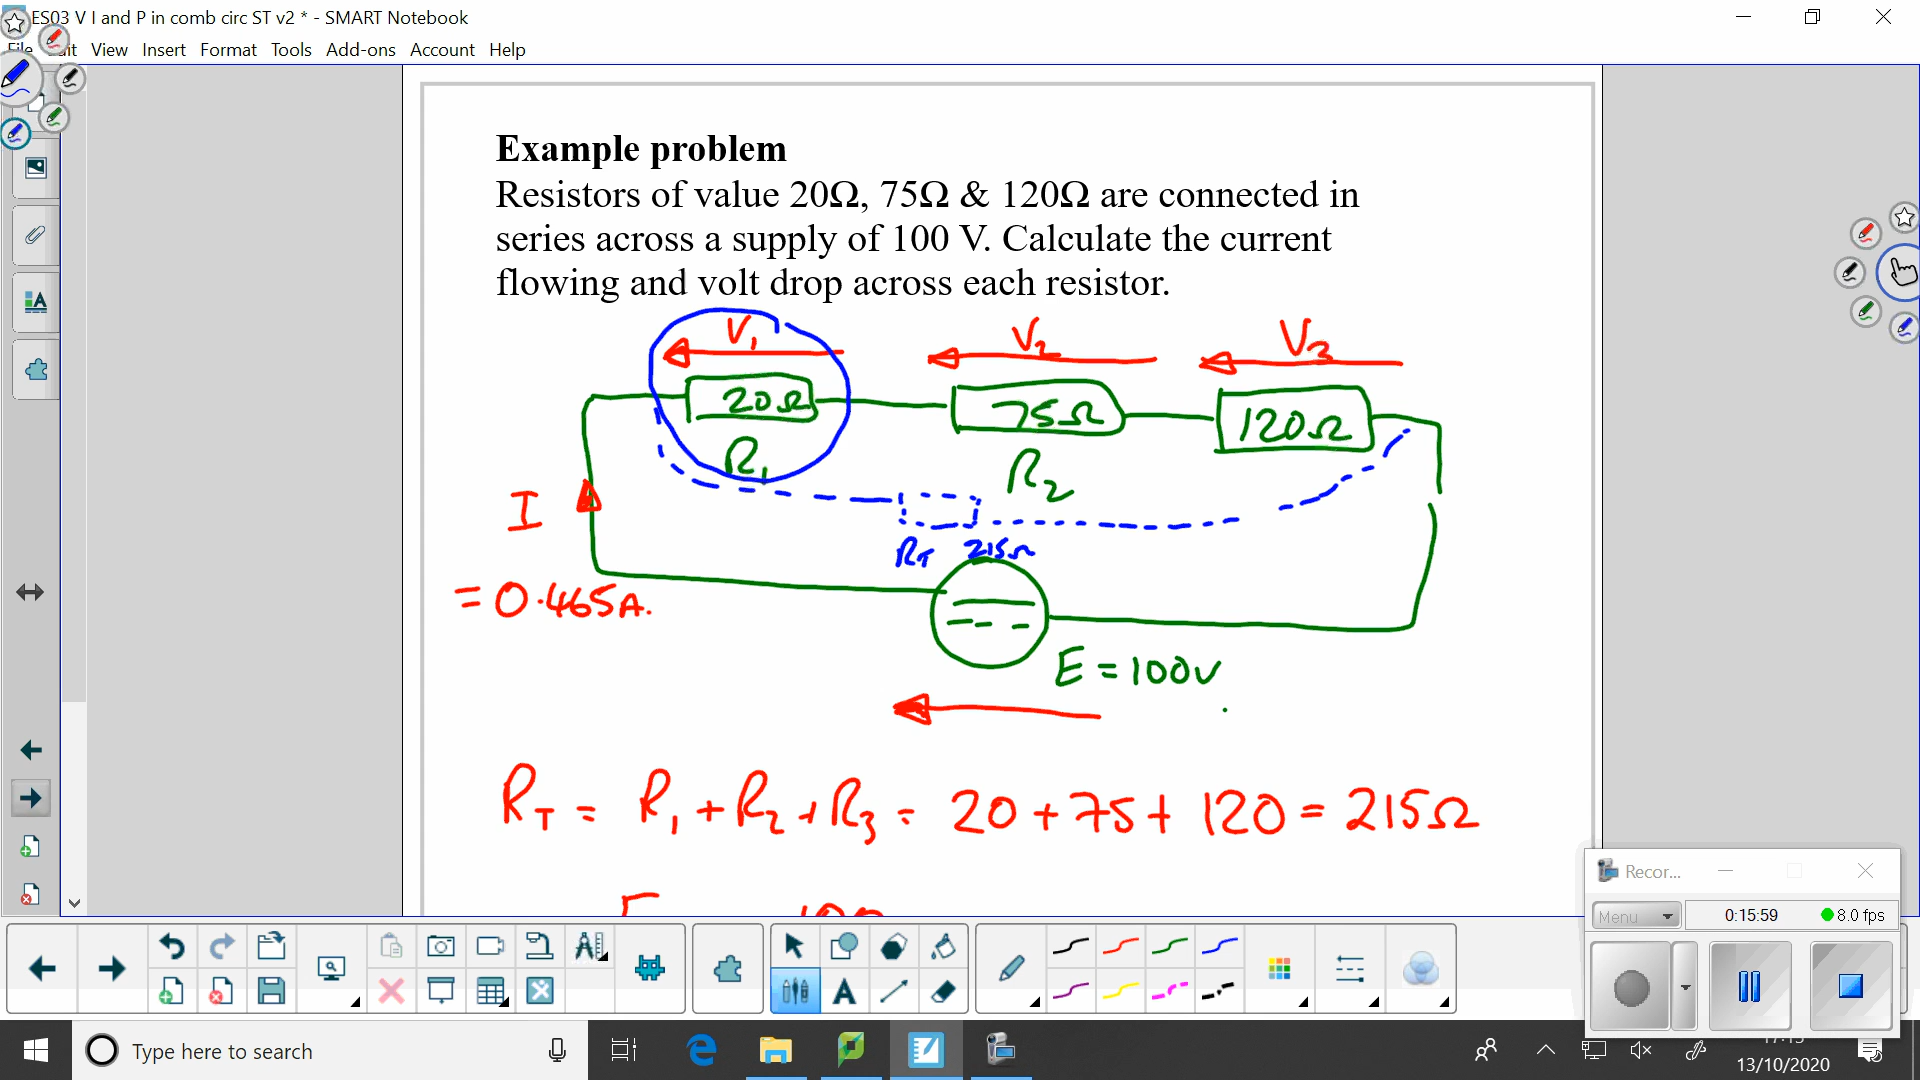 ES03 V I and P in comb circ ST v2 * - SMART Notebook
View Insert Format Tools Add-ons Account Help
Example problem
Resistors of value 20Ω, 75Ω & 120Ω are connected in
series across a supply of 100 V. Calculate the current
flowing and volt drop across each resistor.
V₁ V₂ V₃
20Ω 75Ω 120Ω
R₁ R₂
I
R_T 215Ω
= 0.465A.
E = 100V
R_T = R₁ + R₂ + R₃ = 20 + 75 + 120 = 215Ω
100
Recor...
Menu 0:15:59 8.0 fps
Type here to search
13/10/2020